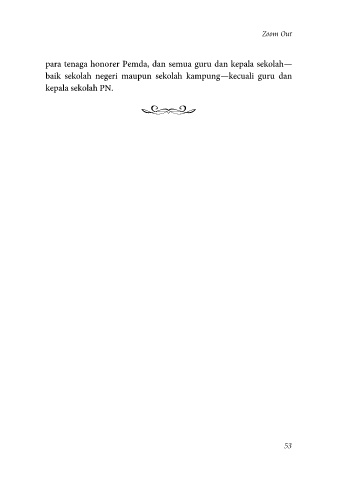 Zoom Out
para tenaga honorer Pemda, dan semua guru dan kepala sekolah—
baik sekolah negeri maupun sekolah kampung—kecuali guru dan
kepala sekolah PN.
53